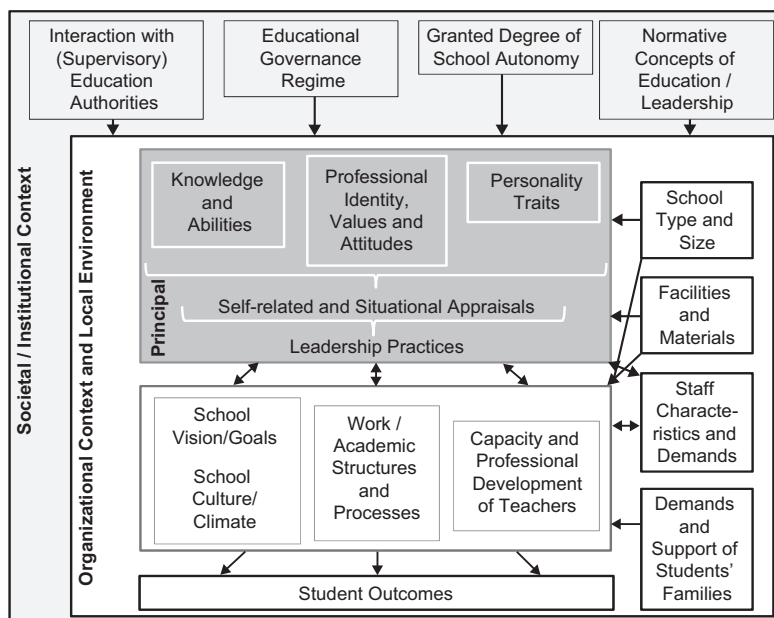 Interaction with
(Supervisory)
Education
Authorities
Educational
Governance
Regime
Granted Degree of
School Autonomy
Normative
Concepts of
Education /
Leadership
Societal / Institutional Context
Organizational Context and Local Environment
Principal
Knowledge
and
Abilities
Professional
Identity,
Values and
Attitudes
Personality
Traits
Self-related and Situational Appraisals
Leadership Practices
School
Type and
Size
Facilities
and
Materials
Staff
Characte-
ristics and
Demands
Demands
and
Support of
Students’
Families
School
Vision/Goals
School
Culture/
Climate
Work /
Academic
Structures
and
Processes
Capacity and
Professional
Development
of Teachers
Student Outcomes